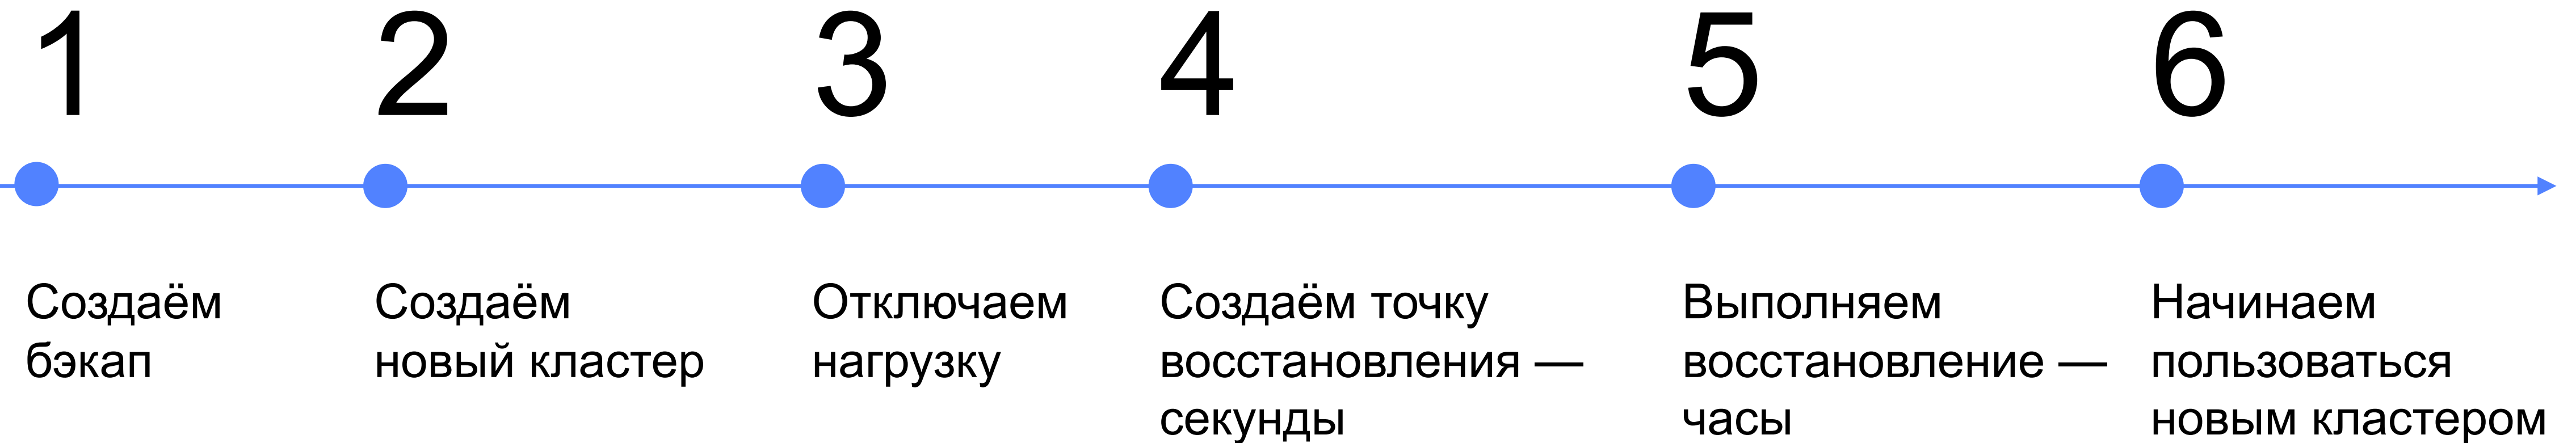 1
2
3
4
5
6
Создаём
бэкап
Создаём
новый кластер
Отключаем
нагрузку
Создаём точку
восстановления —
секунды
Выполняем
восстановление —
часы
Начинаем
пользоваться
новым кластером